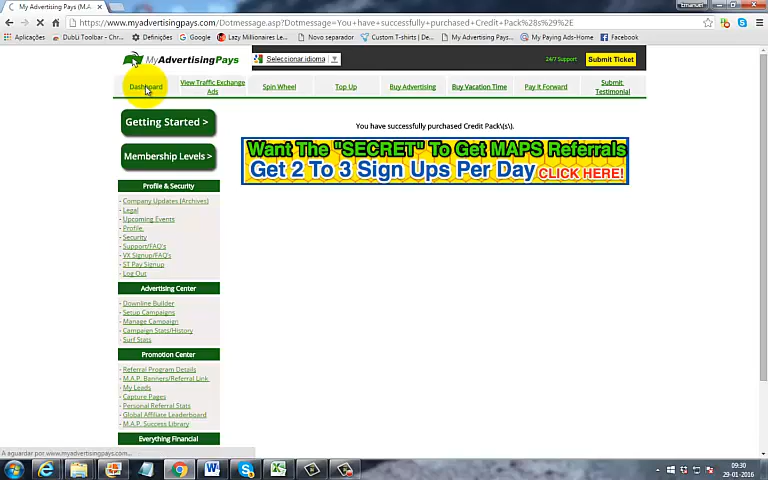 My Advertising Pays (M.A.
Emanuel
https://www.myadvertisingpays.com/Dotmessage.asp?Dotmessage=You+have+successfully+purchased+Credit+Pack%28s%29%2E
Aplicações
DubLi Toolbar - Chr...
Definições
Google
Lazy Millionaires Le...
Novo separador
Custom T-shirts | De...
My Advertising Pays...
My Paying Ads-Home
Facebook
MyAdvertisingPays
Seleccionar idioma ▼
24/7 Support
Submit Ticket
Dashboard
View Traffic Exchange Ads
Spin Wheel
Top Up
Buy Advertising
Buy Vacation Time
Pay It Forward
Submit Testimonial
Getting Started >
Membership Levels >
You have successfully purchased Credit Pack\(s\).
Want The "SECRET" To Get MAPS Referrals
Get 2 To 3 Sign Ups Per Day CLICK HERE!
Profile & Security
- Company Updates (Archives)
- Legal
- Upcoming Events
- Profile
- Security
- Support/FAQ's
- VX Signup/FAQ's
- ST Pay Signup
- Log Out
Advertising Center
- Downline Builder
- Setup Campaigns
- Manage Campaign
- Campaign Stats/History
- Surf Stats
Promotion Center
- Referral Program Details
- M.A.P. Banners/Referral Link
- My Leads
- Capture Pages
- Personal Referral Stats
- Global Affiliate Leaderboard
- M.A.P. Success Library
Everything Financial
A aguardar por www.myadvertisingpays.com...
09:30
29-01-2016